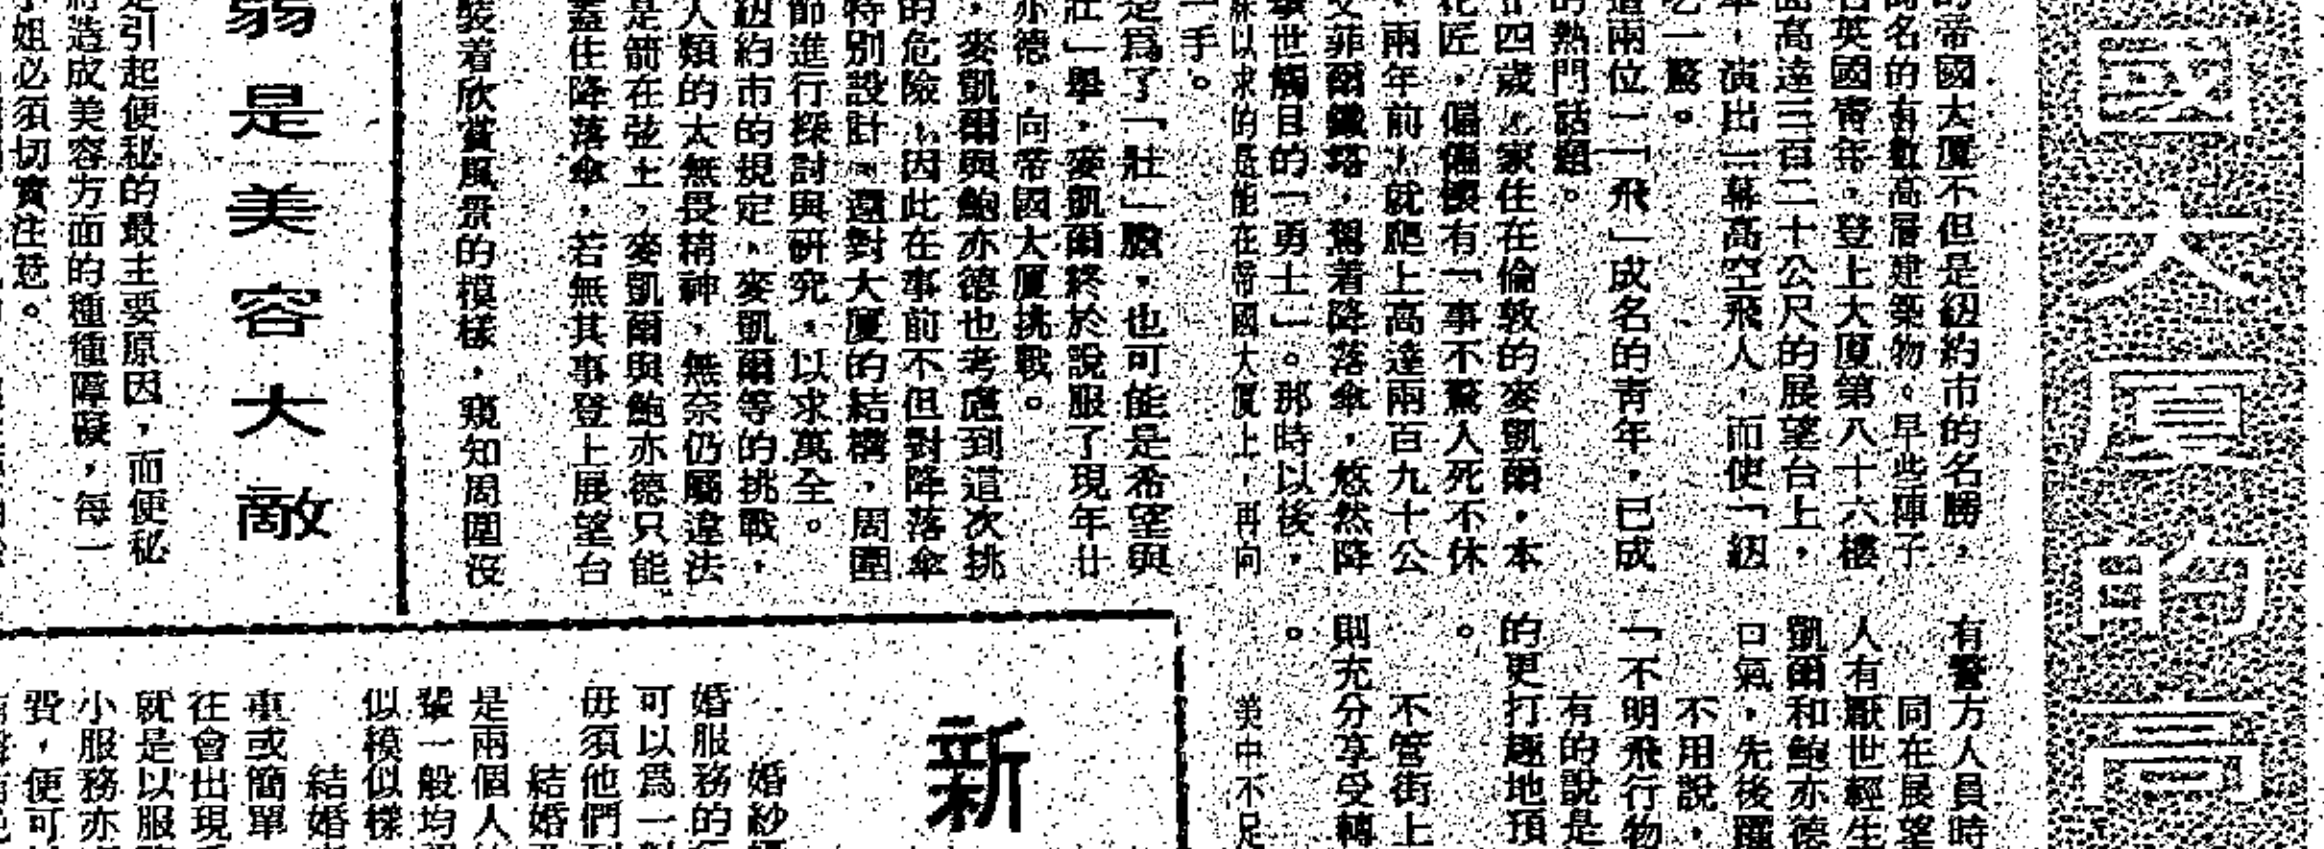 國大厦的高
的帝國大厦不但是紐約市的名勝，
名的有數高層建築物。早些陣子
名英國青年，登上大厦第八十六樓
高達三百二十公尺的展望台上，
，演出一幕高空飛人，而使「紐
吃一驚。
這兩位「飛」成名的青年，已成
的熱門話題。
廿四歲，家住在倫敦的麥凱爾，本
花匠，偏偏懷有「事不驚人死不休
，兩年前，就爬上高達兩百九十公
艾菲爾鐵塔，駕着降落傘，悠然降
舉世觸目的「勇士」。那時以後，
以求的是能在帝國大厦上，再向
一手。
是爲了「壯」膽，也可能是希望與
壯」舉，麥凱爾終於說服了現年廿
亦德，向帝國大厦挑戰。
，麥凱爾與鮑亦德也考慮到這次挑
的危險，因此在事前不但對降落傘
特別設計，還對大厦的結構，周圍
節進行探討與研究，以求萬全。
紐約市的規定，麥凱爾等的挑戰，
人類的大無畏精神，無奈仍屬違法
是箭在弦上，麥凱爾與鮑亦德只能
蓋住降落傘，若無其事登上展望台
裝着欣賞風景的模樣，窺知周圍沒
有警方人員時
同在展望
人有厭世輕生
凱爾和鮑亦德
口氣，先後躍
不用說，
「不明飛行物
有的說是
的更打趣地預
。
不管街上
則充分享受轉
。
美中不足
弱是美容大敵
是引起便秘的最主要原因，而便秘
將造成美容方面的種種障礙，每一
小姐必須切實注意。
新
婚紗
婚服務的
可以爲一
毋須他們
結婚
是兩個人
輩一般均
似模似樣
結婚
重或簡單
往會出現
就是以服
小服務亦
費，便可